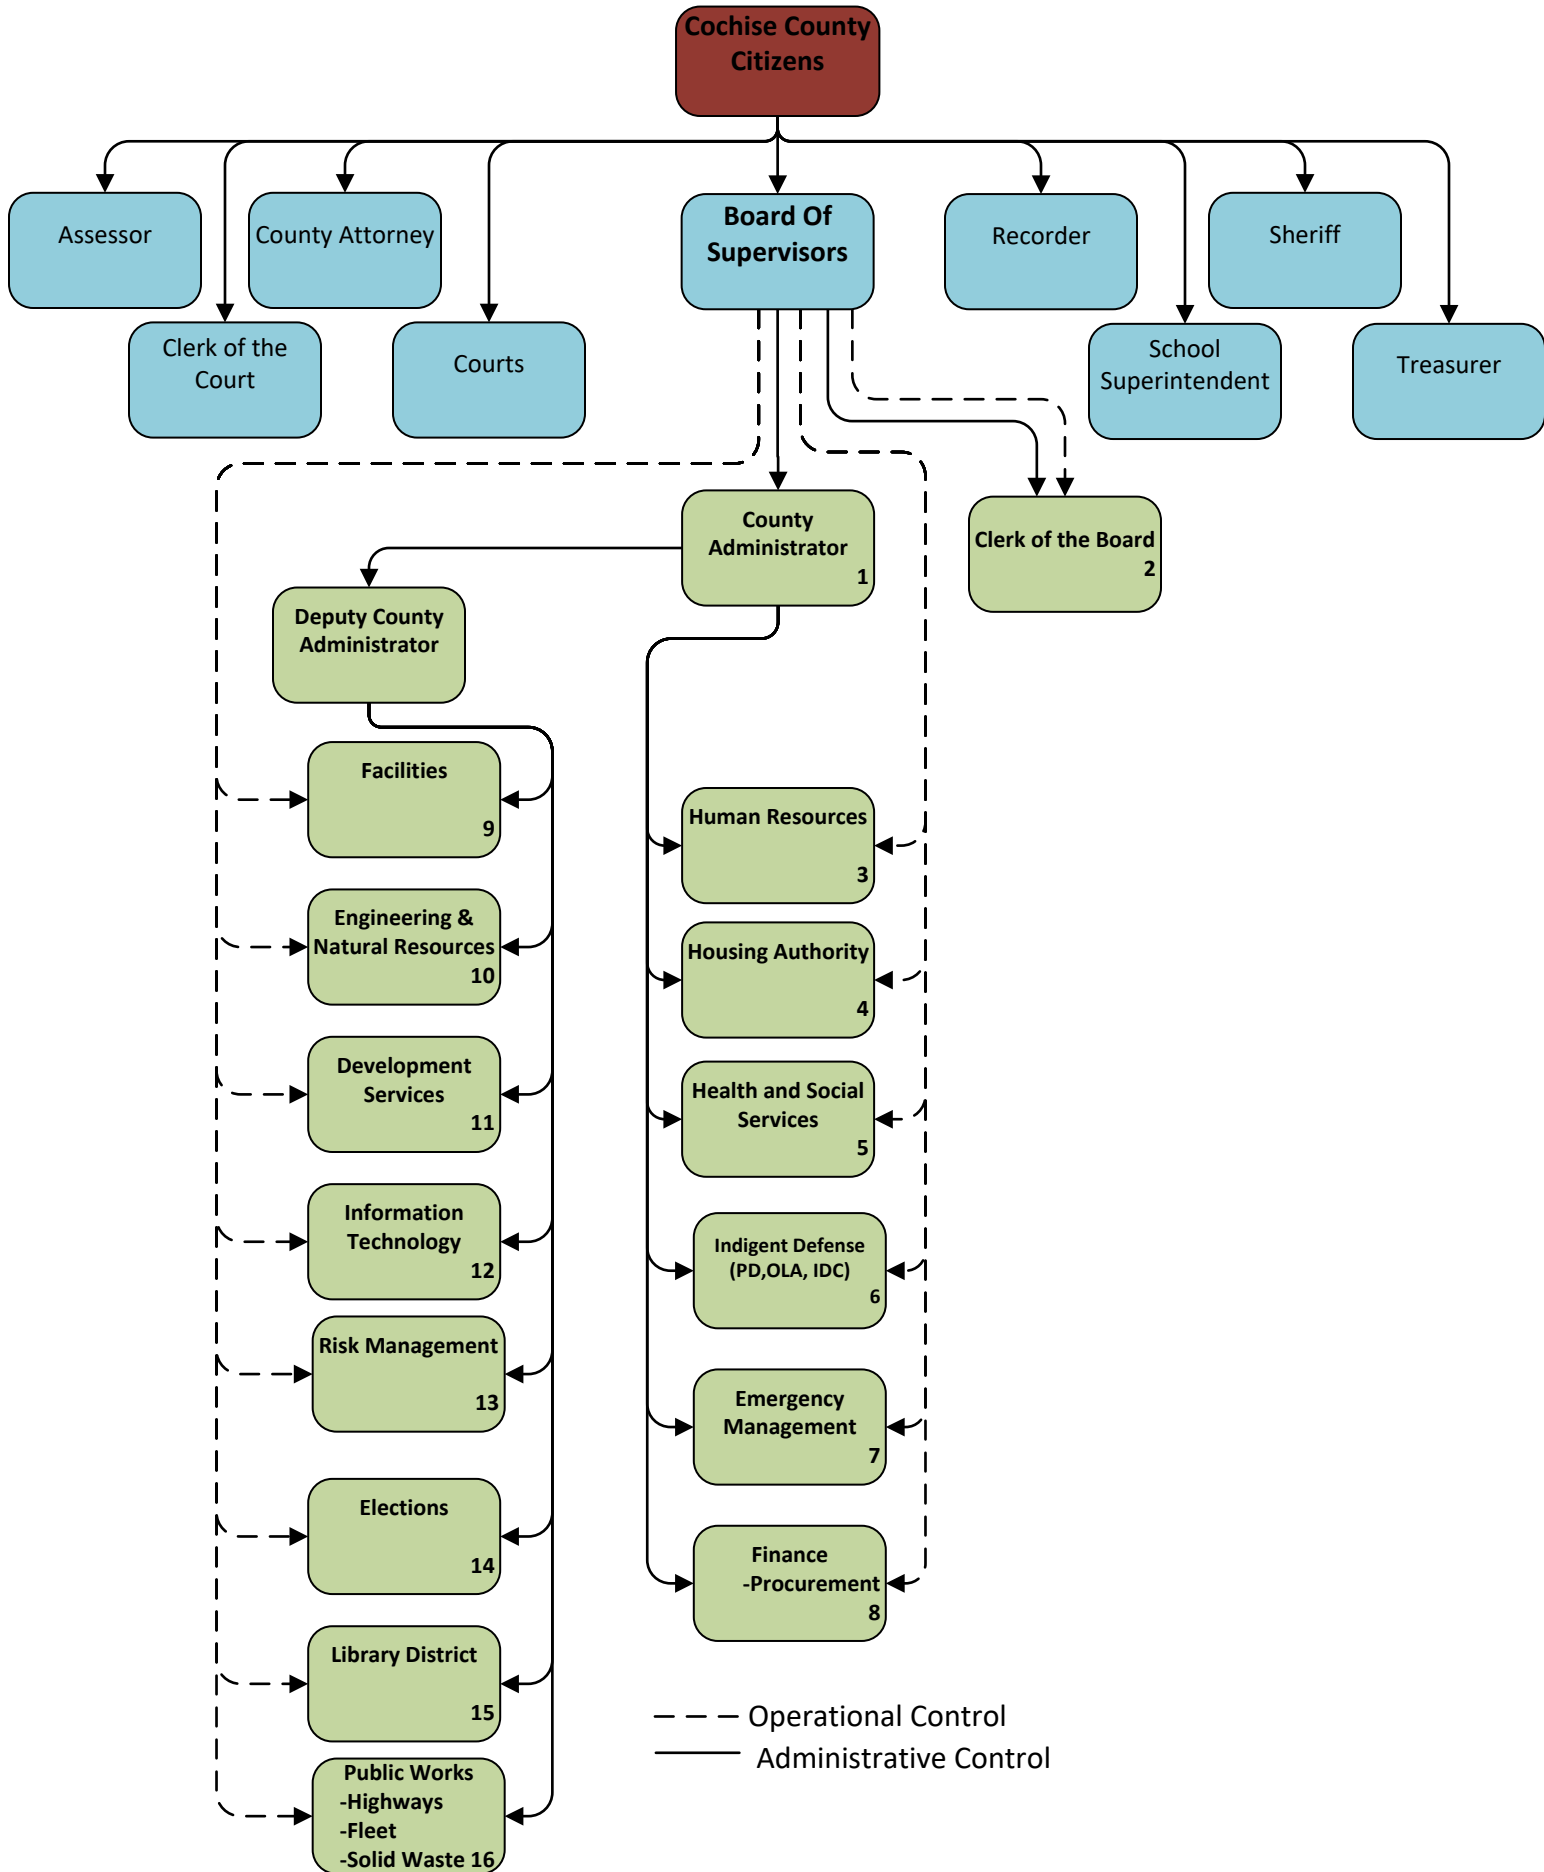 Cochise County
Citizens
Assessor
County Attorney
Board Of
Supervisors
Recorder
Sheriff
Clerk of the
Court
Courts
School
Superintendent
Treasurer
County
Administrator
1
Clerk of the Board
2
Deputy County
Administrator
Facilities
9
Engineering &
Natural Resources
10
Development
Services
11
Information
Technology
12
Risk Management
13
Elections
14
Library District
15
Public Works
-Highways
-Fleet
-Solid Waste 16
Human Resources
3
Housing Authority
4
Health and Social
Services
5
Indigent Defense
(PD,OLA, IDC)
6
Emergency
Management
7
Finance
-Procurement
8
Operational Control
Administrative Control